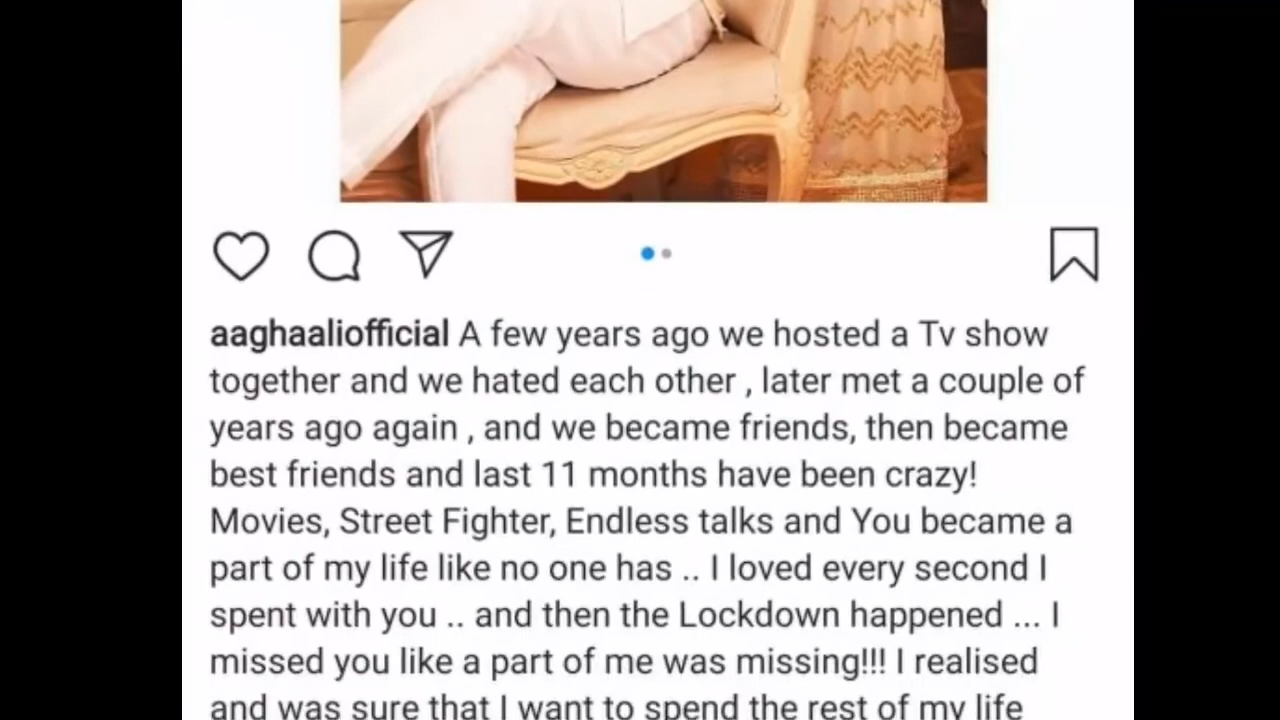 aaghaaliofficial A few years ago we hosted a Tv show
together and we hated each other , later met a couple of
years ago again , and we became friends, then became
best friends and last 11 months have been crazy!
Movies, Street Fighter, Endless talks and You became a
part of my life like no one has .. I loved every second I
spent with you .. and then the Lockdown happened ... I
missed you like a part of me was missing!!! I realised
and was sure that I want to spend the rest of my life